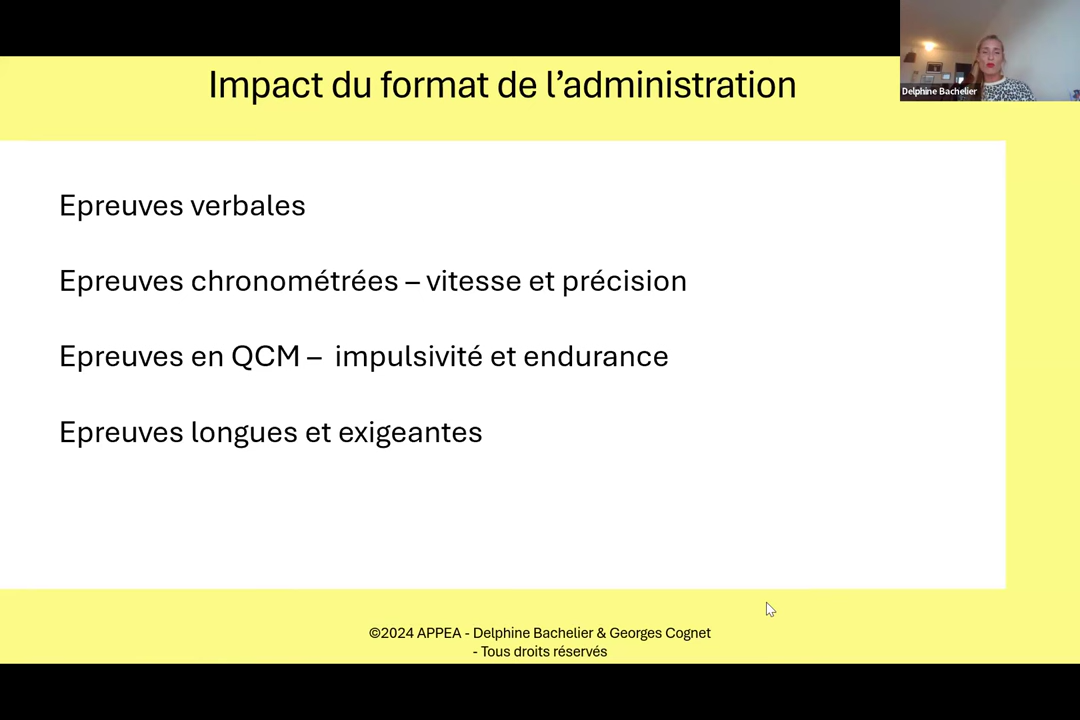 Impact du format de l’administration
Delphine Bachelier
Epreuves verbales
Epreuves chronométrées – vitesse et précision
Epreuves en QCM –  impulsivité et endurance
Epreuves longues et exigeantes
©2024 APPEA - Delphine Bachelier & Georges Cognet
- Tous droits réservés